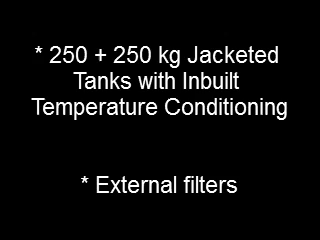 * 250 + 250 kg Jacketed
Tanks with Inbuilt
Temperature Conditioning
* External filters